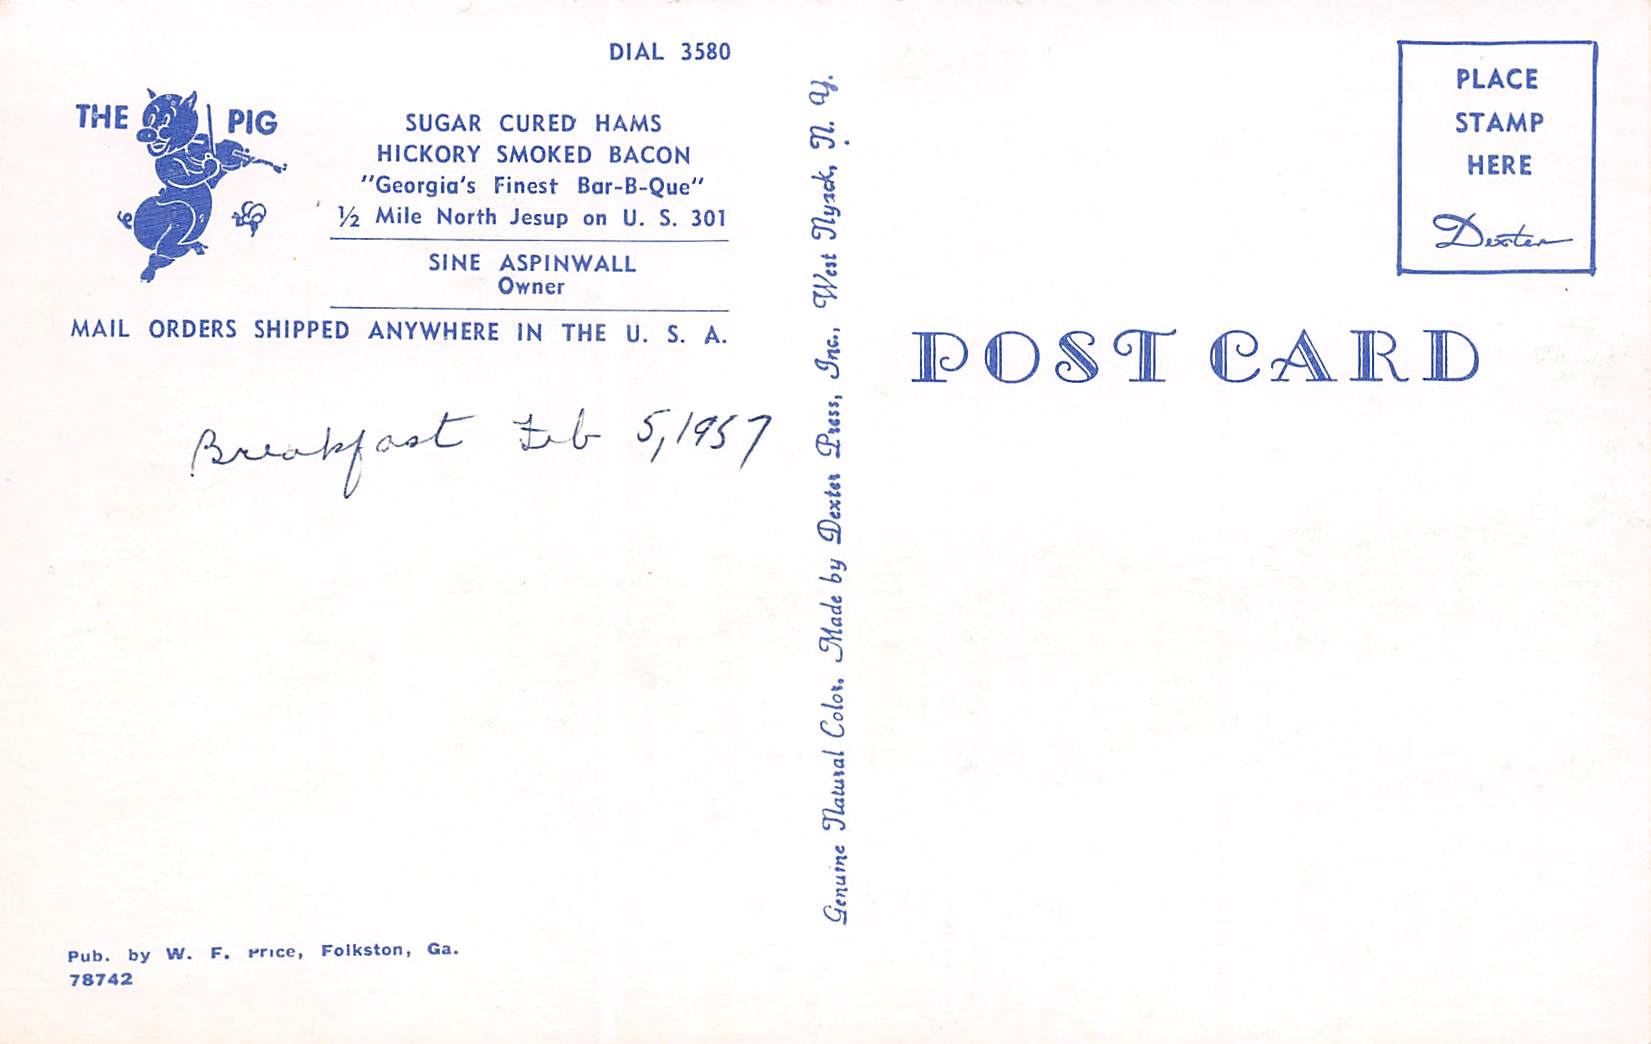 DIAL 3580
THE PIG
SUGAR CURED HAMS
HICKORY SMOKED BACON
"Georgia's Finest Bar-B-Que"
½ Mile North Jesup on U. S. 301
SINE ASPINWALL
Owner
MAIL ORDERS SHIPPED ANYWHERE IN THE U. S. A.
Breakfast Feb 5, 1957
Pub. by W. F. Price, Folkston, Ga.
78742
Genuine Natural Color, Made by Dexter Press, Inc., West Nyack, N. Y.
PLACE
STAMP
HERE
Dexter
POST CARD